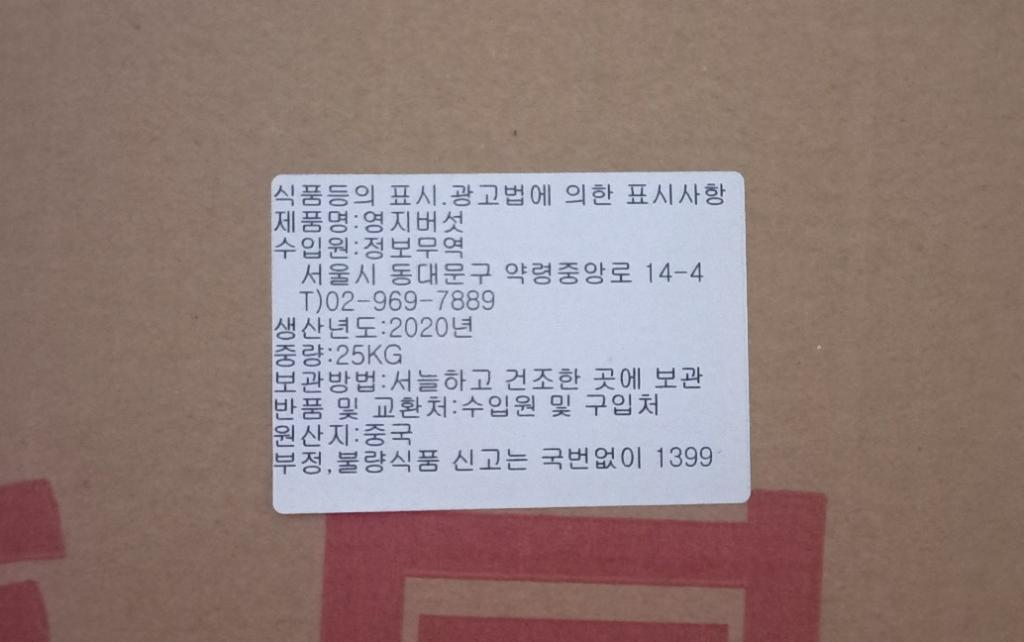 식품등의 표시.광고법에 의한 표시사항
제품명:영지버섯
수입원:정보무역
서울시 동대문구 약령중앙로 14-4
T)02-969-7889
생산년도:2020년
중량:25KG
보관방법:서늘하고 건조한 곳에 보관
반품 및 교환처:수입원 및 구입처
원산지:중국
부정,불량식품 신고는 국번없이 1399